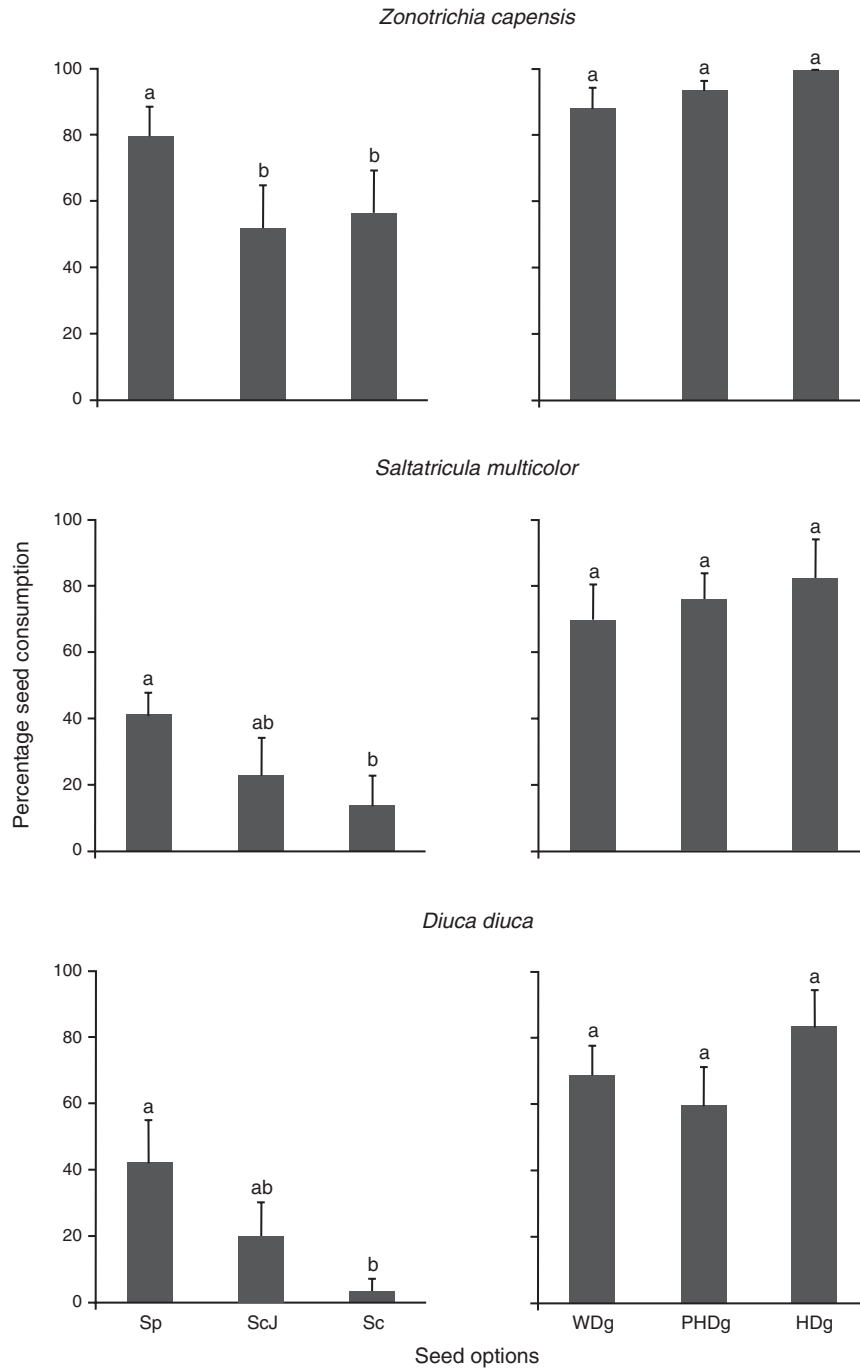 Zonotrichia capensis
100
80
60
40
20
0
a
b
b
a
a
a
Saltatricula multicolor
100
80
60
40
20
0
a
ab
b
a
a
a
Percentage seed consumption
Diuca diuca
100
80
60
40
20
0
a
ab
b
a
a
a
Sp ScJ Sc WDg PHDg HDg
Seed options